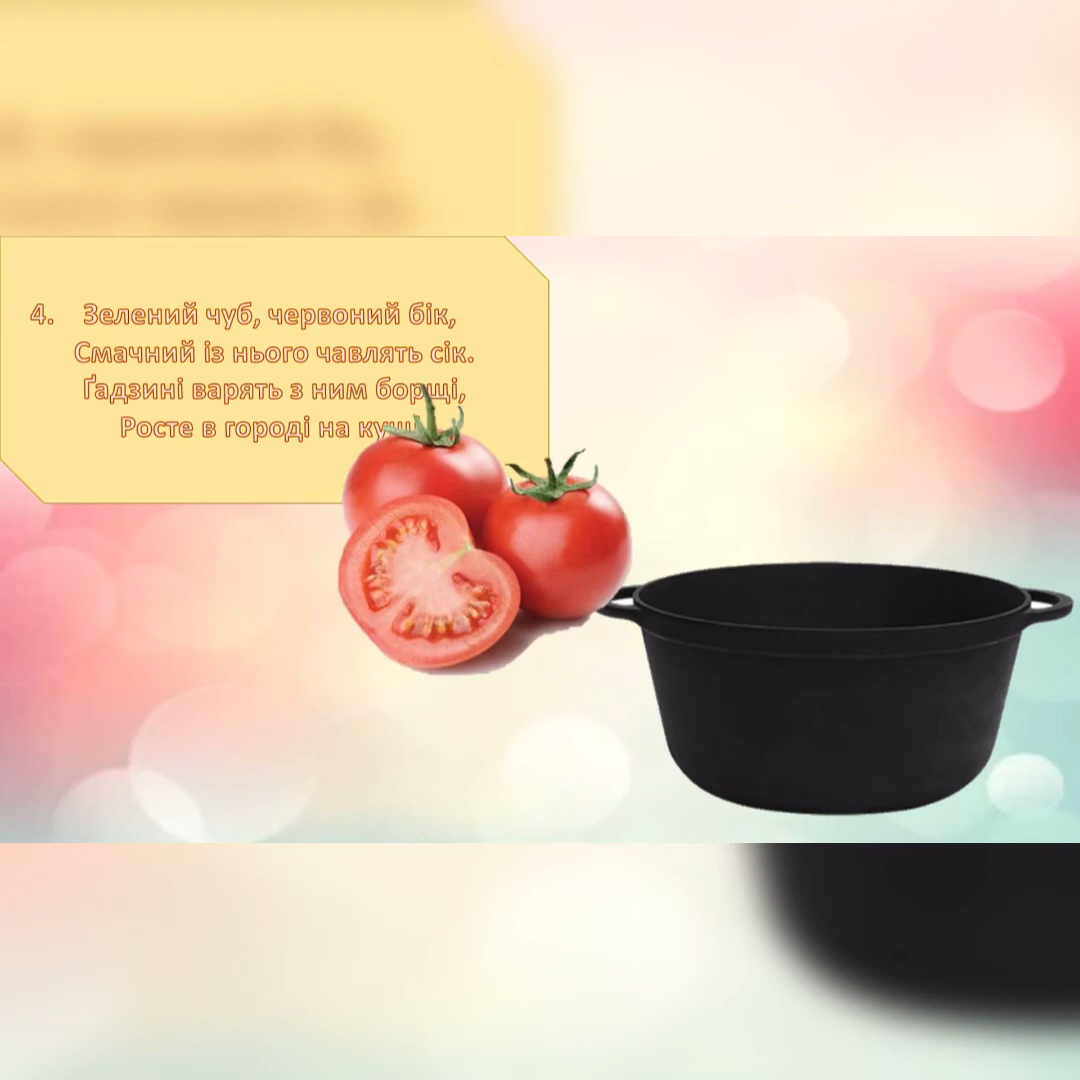 4. Зелений чуб, червоний бік,
Смачний із нього чавлять сік.
Ґадзині варять з ним борщі,
Росте в городі на